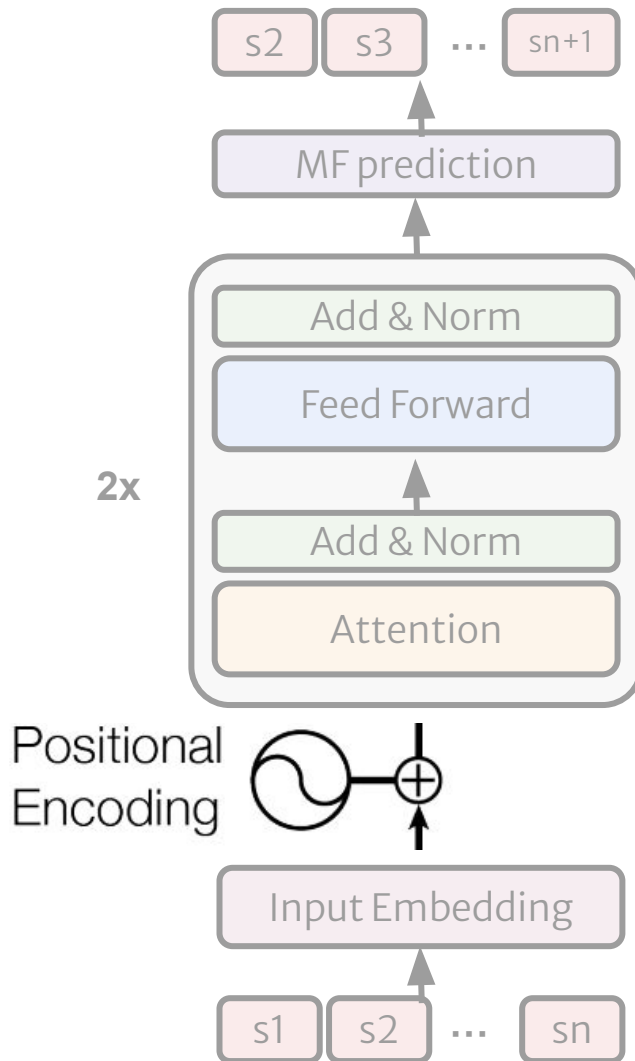 s2 s3 ... sn+1
MF prediction
Add & Norm
Feed Forward
2x
Add & Norm
Attention
Positional
Encoding
Input Embedding
s1 s2 ... sn